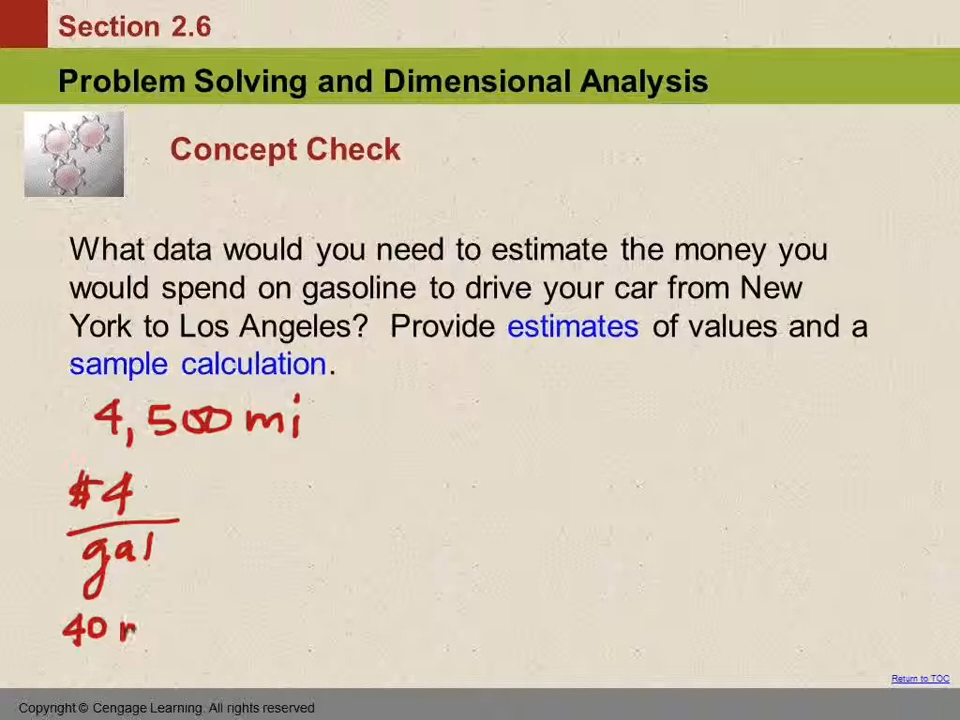 Section 2.6
Problem Solving and Dimensional Analysis
Concept Check
What data would you need to estimate the money you
would spend on gasoline to drive your car from New
York to Los Angeles? Provide estimates of values and a
sample calculation.
4,500 mi
$4
gal
40 m
Return to TOC
Copyright © Cengage Learning. All rights reserved